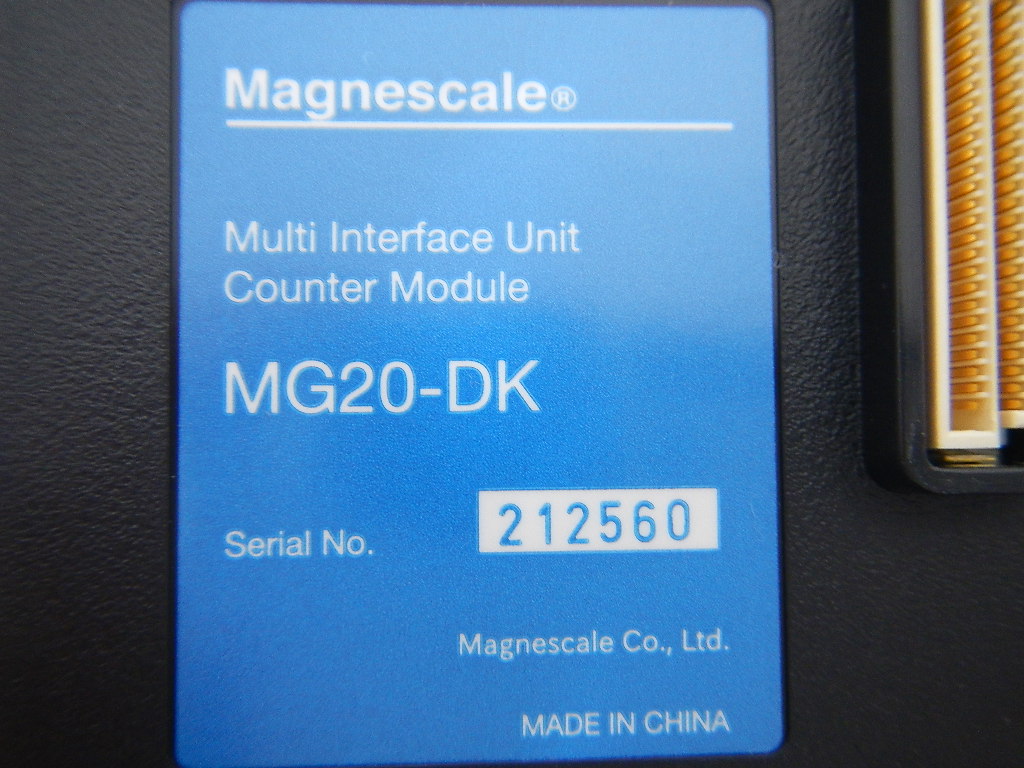 Magnescale®
Multi Interface Unit
Counter Module
MG20-DK
Serial No. 212560
Magnescale Co., Ltd.
MADE IN CHINA